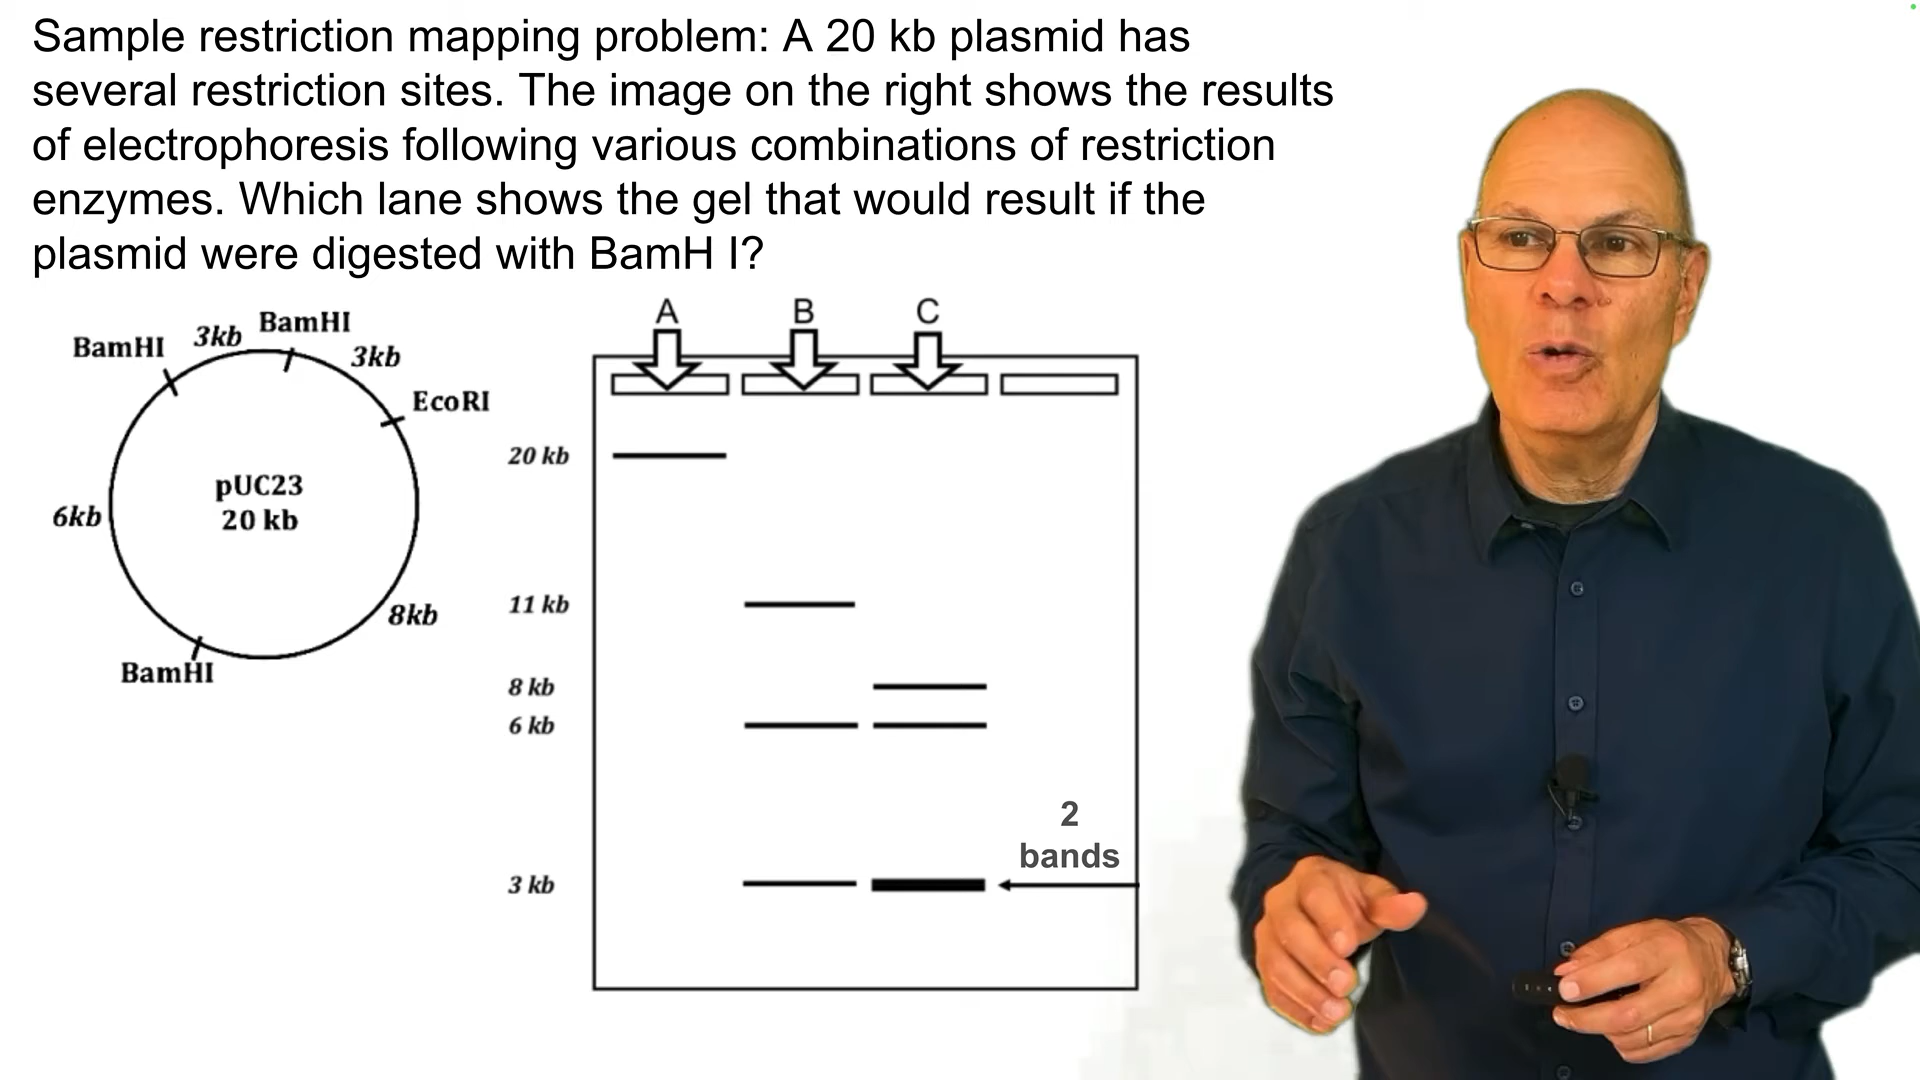 Sample restriction mapping problem: A 20 kb plasmid has
several restriction sites. The image on the right shows the results
of electrophoresis following various combinations of restriction
enzymes. Which lane shows the gel that would result if the
plasmid were digested with BamH I?
BamHI
3kb
BamHI
3kb
EcoRI
pUC23
20 kb
6kb
8kb
BamHI
A
B
C
20 kb
11 kb
8 kb
6 kb
3 kb
2
bands